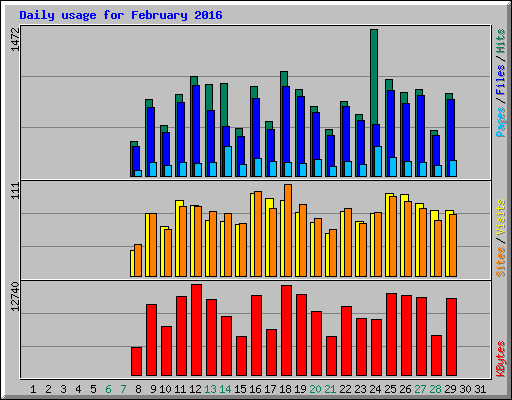 Daily usage for February 2016
1472
Pages / Files / Hits
111
Sites / Visits
12740
KBytes
1 2 3 4 5 6 7 8 9 10 11 12 13 14 15 16 17 18 19 20 21 22 23 24 25 26 27 28 29 30 31